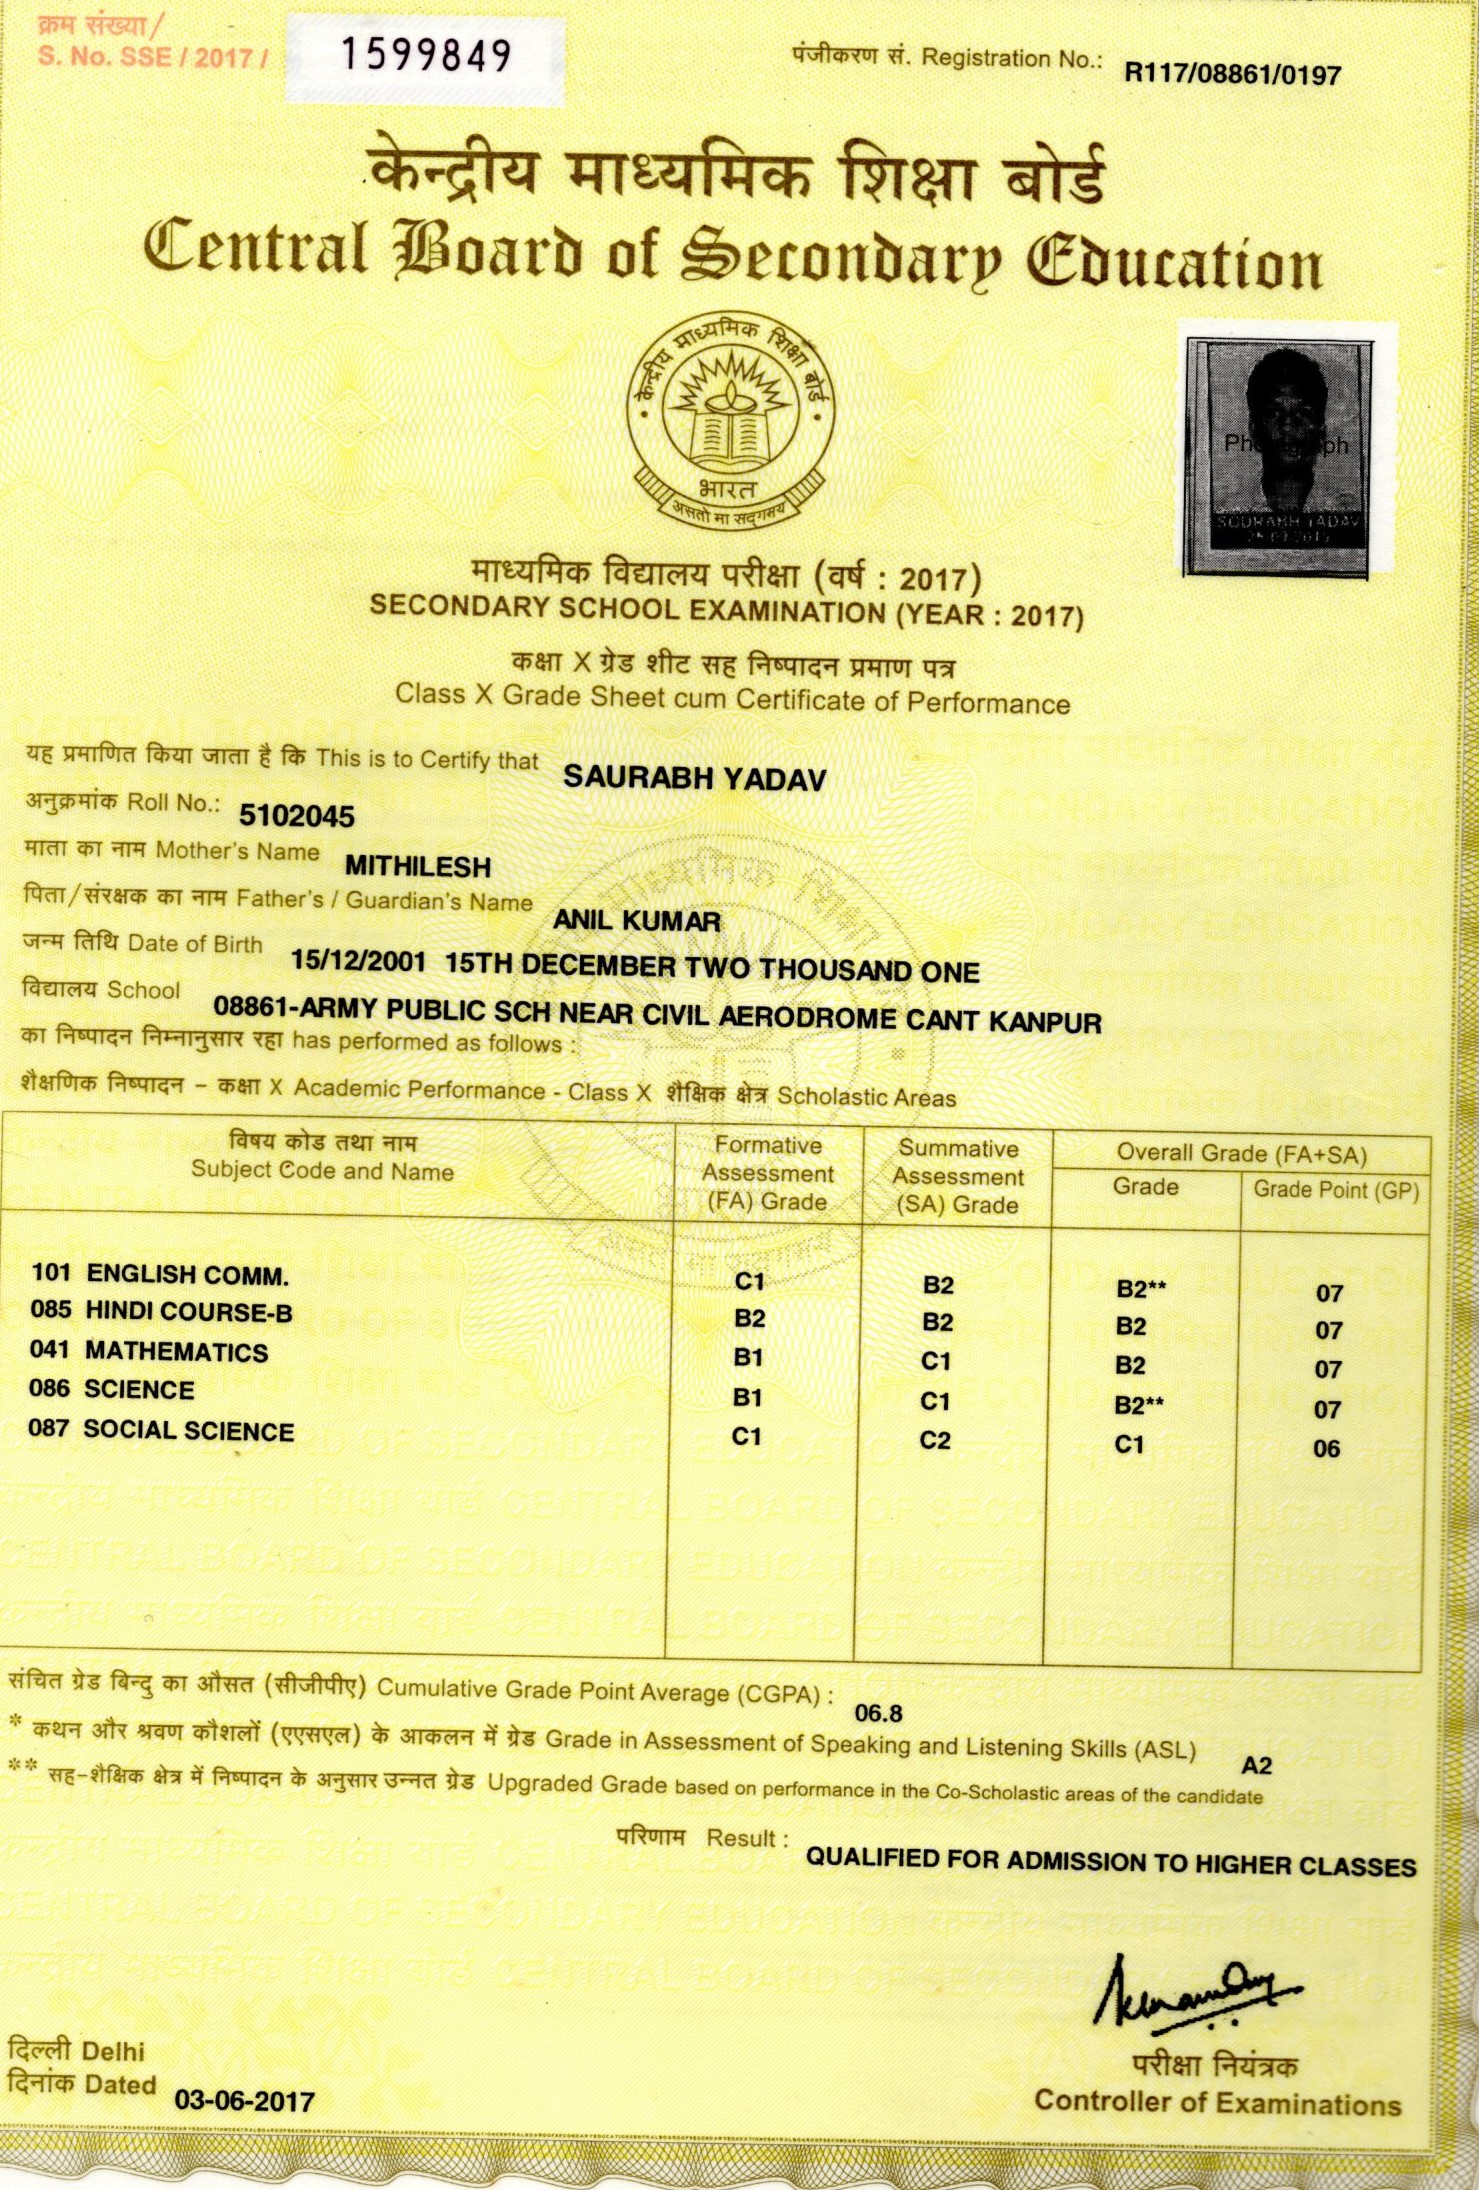 क्रम संख्या/
S. No. SSE / 2017 / 1599849
पंजीकरण सं. Registration No.: R117/08861/0197
केन्द्रीय माध्यमिक शिक्षा बोर्ड
Central Board of Secondary Education
केन्द्रीय माध्यमिक शिक्षा बोर्ड
भारत
असतो मा सद्गमय
SOURABH YADAV
माध्यमिक विद्यालय परीक्षा (वर्ष : 2017)
SECONDARY SCHOOL EXAMINATION (YEAR : 2017)
कक्षा X ग्रेड शीट सह निष्पादन प्रमाण पत्र
Class X Grade Sheet cum Certificate of Performance
यह प्रमाणित किया जाता है कि This is to Certify that SAURABH YADAV
अनुक्रमांक Roll No.: 5102045
माता का नाम Mother's Name MITHILESH
पिता/संरक्षक का नाम Father's / Guardian's Name ANIL KUMAR
जन्म तिथि Date of Birth 15/12/2001 15TH DECEMBER TWO THOUSAND ONE
विद्यालय School 08861-ARMY PUBLIC SCH NEAR CIVIL AERODROME CANT KANPUR
का निष्पादन निम्नानुसार रहा has performed as follows :
शैक्षणिक निष्पादन – कक्षा X Academic Performance - Class X शैक्षिक क्षेत्र Scholastic Areas
विषय कोड तथा नाम
Subject Code and Name
Formative
Assessment
(FA) Grade
Summative
Assessment
(SA) Grade
Overall Grade (FA+SA)
Grade Grade Point (GP)
101 ENGLISH COMM. C1 B2 B2** 07
085 HINDI COURSE-B B2 B2 B2 07
041 MATHEMATICS B1 C1 B2 07
086 SCIENCE B1 C1 B2** 07
087 SOCIAL SCIENCE C1 C2 C1 06
संचित ग्रेड बिन्दु का औसत (सीजीपीए) Cumulative Grade Point Average (CGPA) : 06.8
* कथन और श्रवण कौशलों (एएसएल) के आकलन में ग्रेड Grade in Assessment of Speaking and Listening Skills (ASL) A2
** सह-शैक्षिक क्षेत्र में निष्पादन के अनुसार उन्नत ग्रेड Upgraded Grade based on performance in the Co-Scholastic areas of the candidate
परिणाम Result : QUALIFIED FOR ADMISSION TO HIGHER CLASSES
दिल्ली Delhi
दिनांक Dated 03-06-2017
परीक्षा नियंत्रक
Controller of Examinations